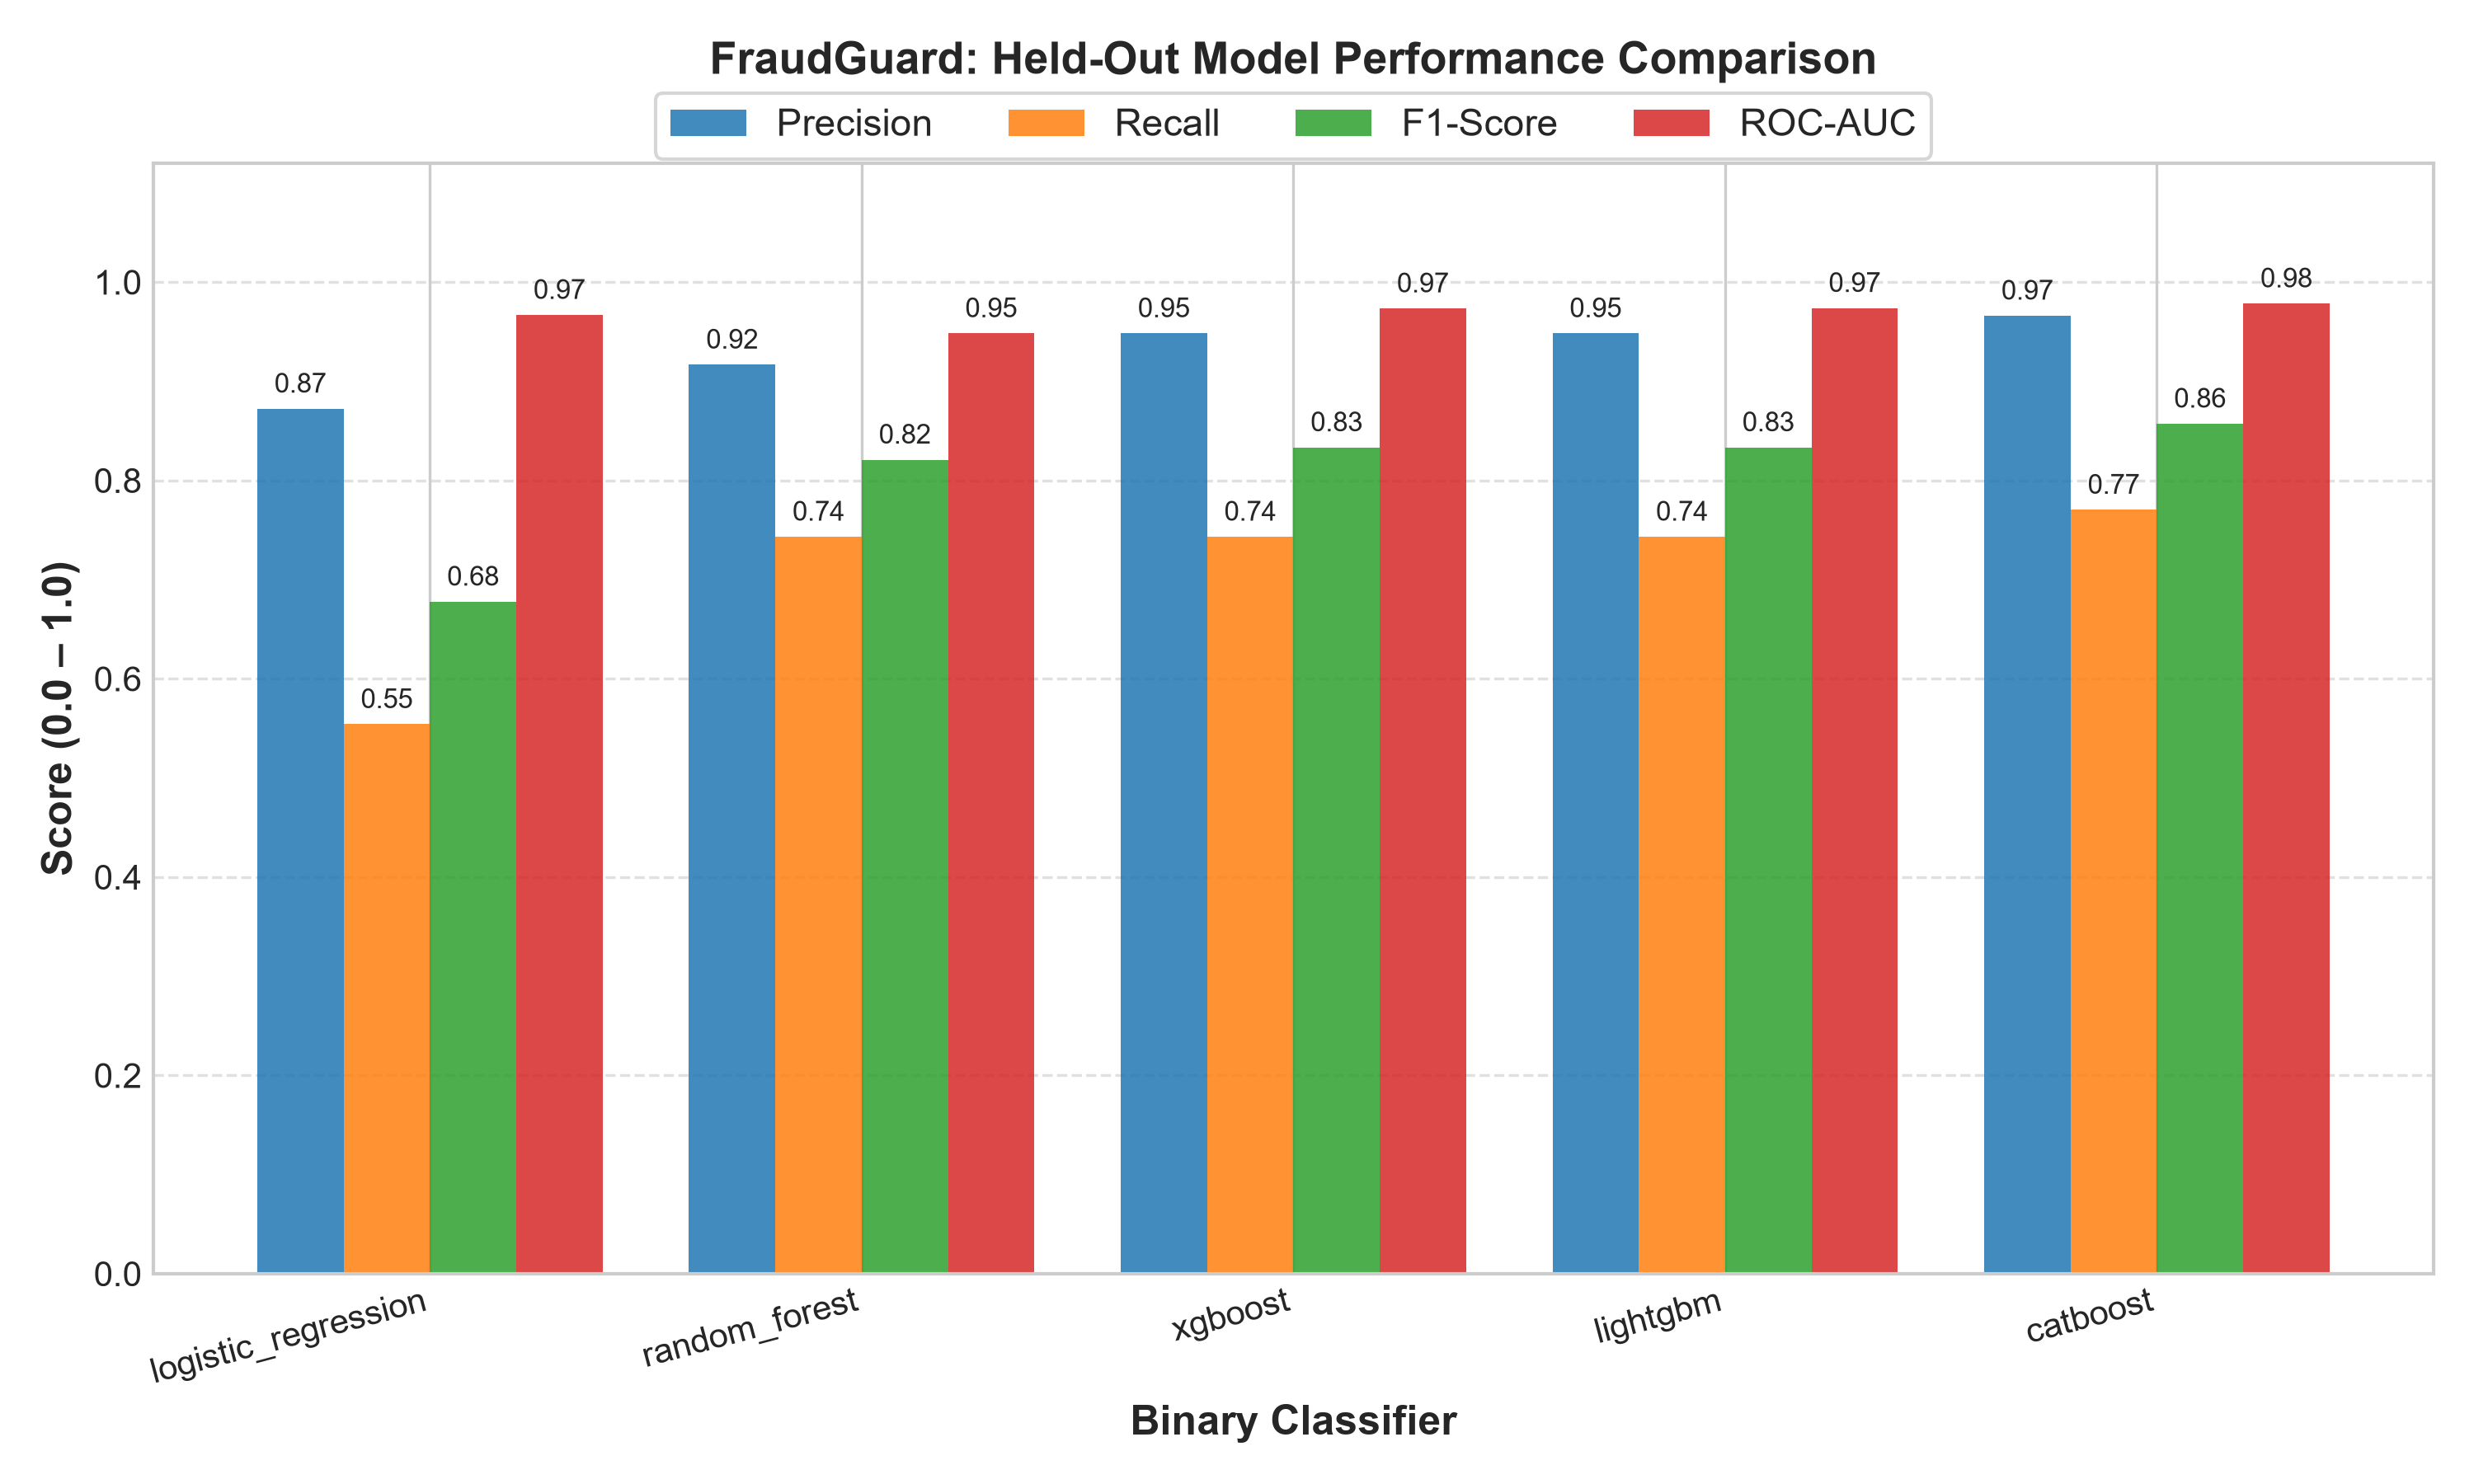 FraudGuard: Held-Out Model Performance Comparison
Precision Recall F1-Score ROC-AUC
Score (0.0 – 1.0)
1.0
0.8
0.6
0.4
0.2
0.0
0.87 0.55 0.68 0.97
0.92 0.74 0.82 0.95
0.95 0.74 0.83 0.97
0.95 0.74 0.83 0.97
0.97 0.77 0.86 0.98
logistic_regression random_forest xgboost lightgbm catboost
Binary Classifier